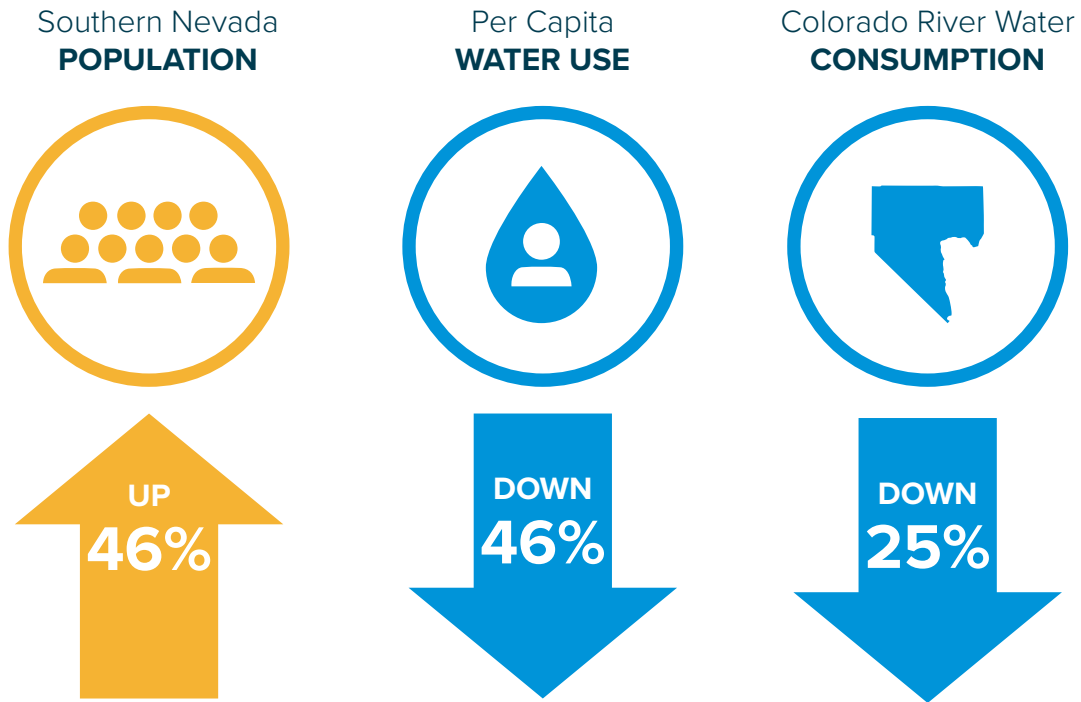 Southern Nevada
POPULATION
UP
46%
Per Capita
WATER USE
DOWN
46%
Colorado River Water
CONSUMPTION
DOWN
25%